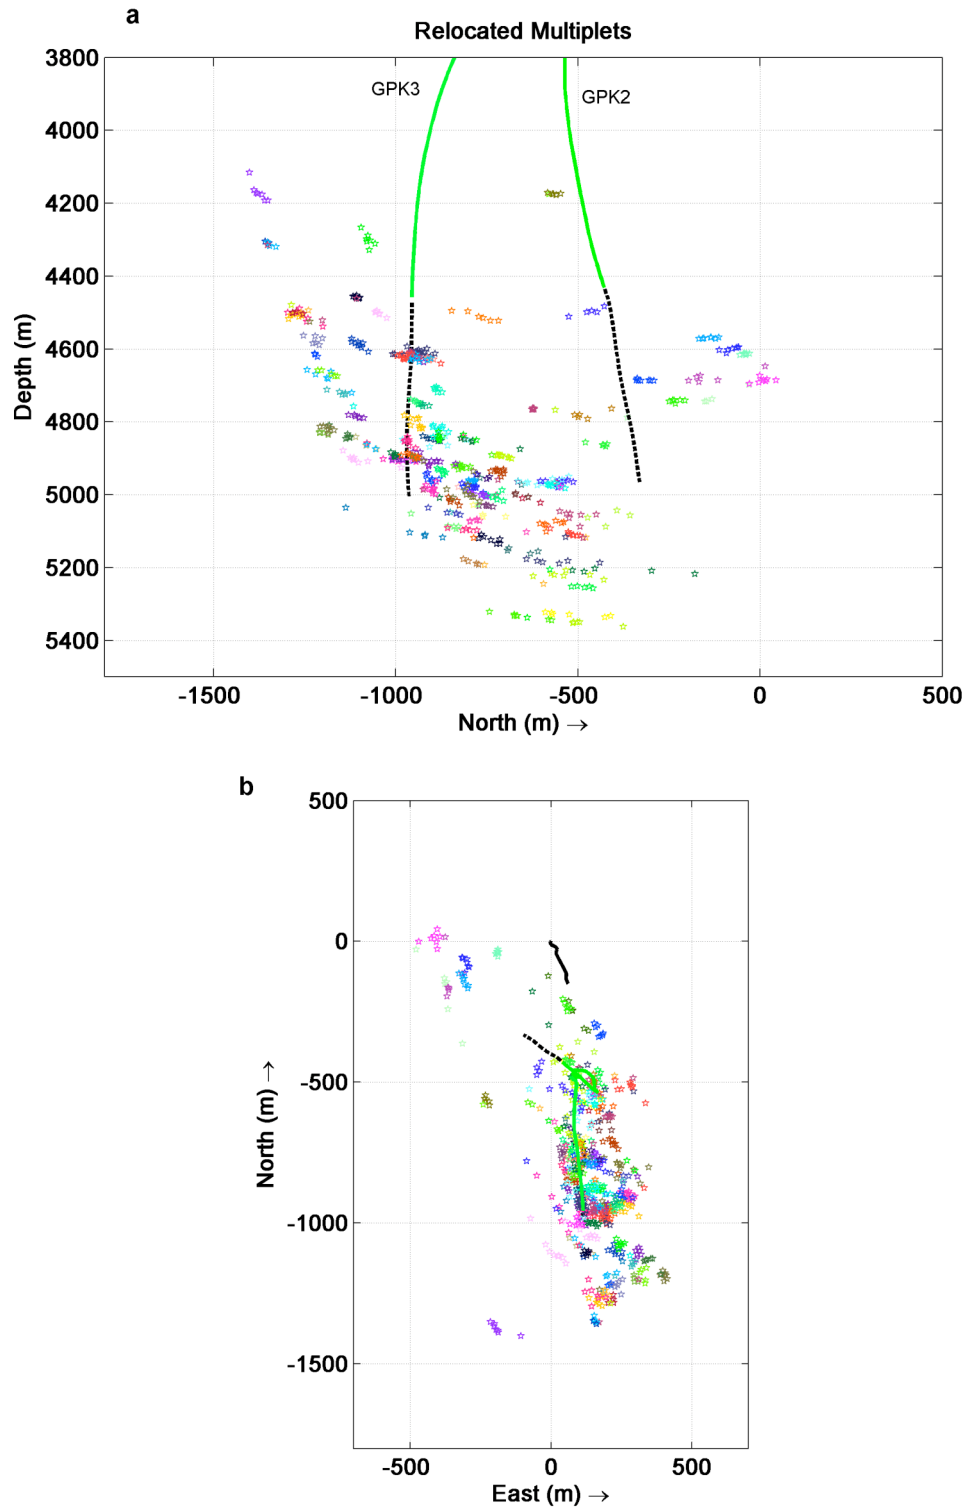 a
Relocated Multiplets
3800
4000
4200
4400
4600
4800
5000
5200
5400
Depth (m)
GPK3
GPK2
-1500
-1000
-500
0
500
North (m) →
b
500
0
-500
-1000
-1500
North (m) →
-500
0
500
East (m) →